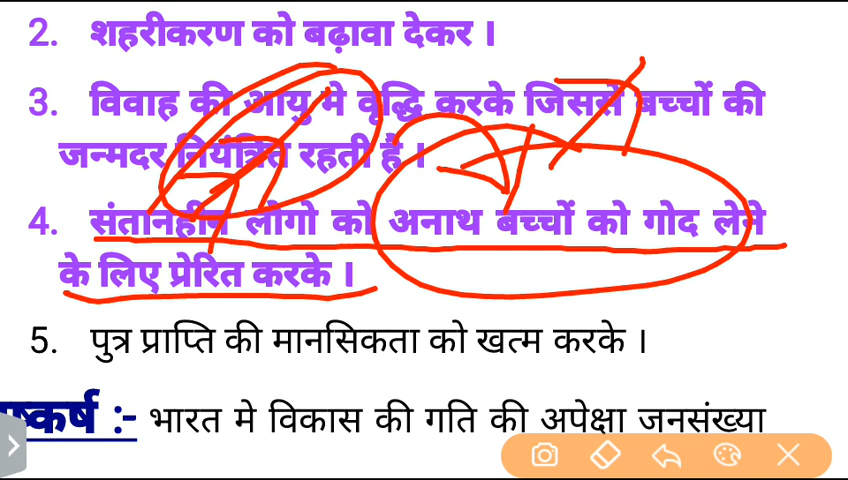 2. शहरीकरण को बढ़ावा देकर ।
3. विवाह की आयु मे वृद्धि करके जिससे बच्चों की
जन्मदर नियंत्रित रहती है ।
4. संतानहीन लोगो को अनाथ बच्चों को गोद लेने
के लिए प्रेरित करके ।
5. पुत्र प्राप्ति की मानसिकता को खत्म करके ।
ष्कर्ष :- भारत मे विकास की गति की अपेक्षा जनसंख्या